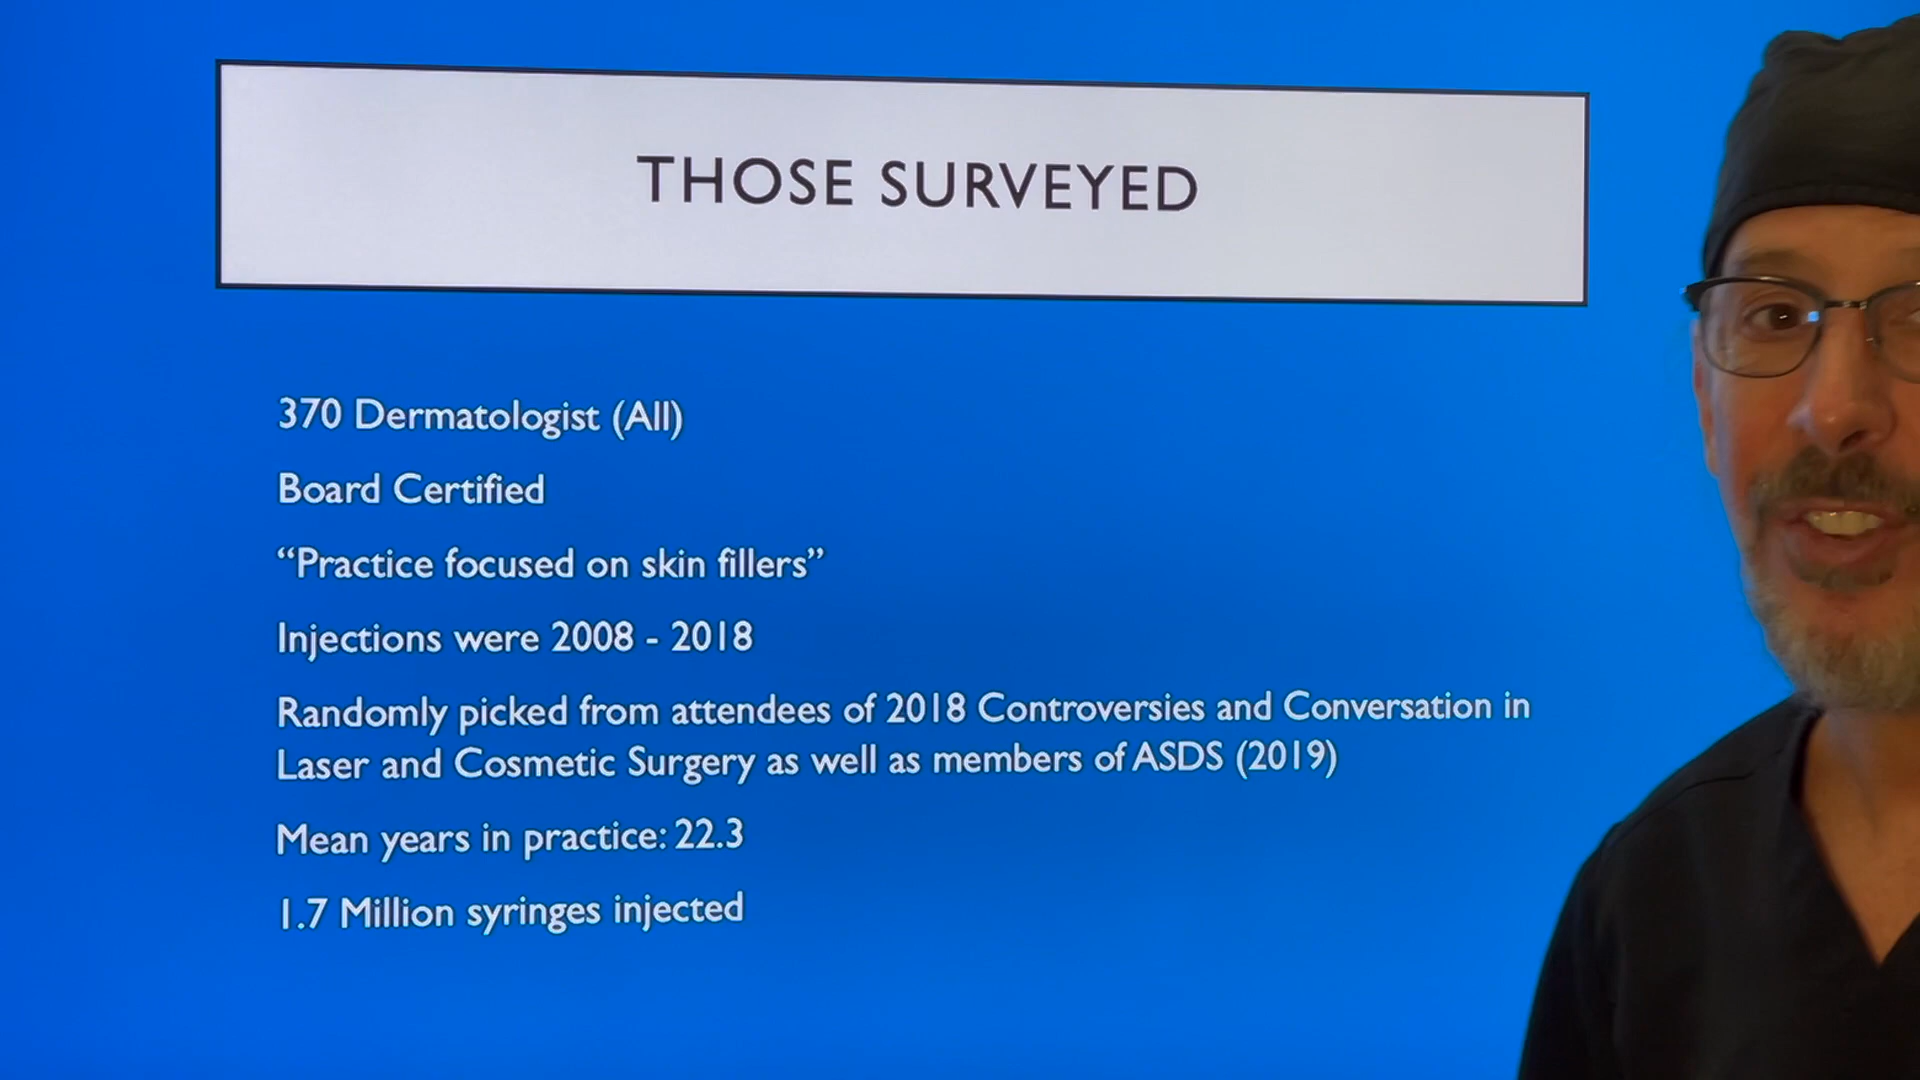 THOSE SURVEYED
370 Dermatologist (All)
Board Certified
“Practice focused on skin fillers”
Injections were 2008 - 2018
Randomly picked from attendees of 2018 Controversies and Conversation in
Laser and Cosmetic Surgery as well as members of ASDS (2019)
Mean years in practice: 22.3
1.7 Million syringes injected